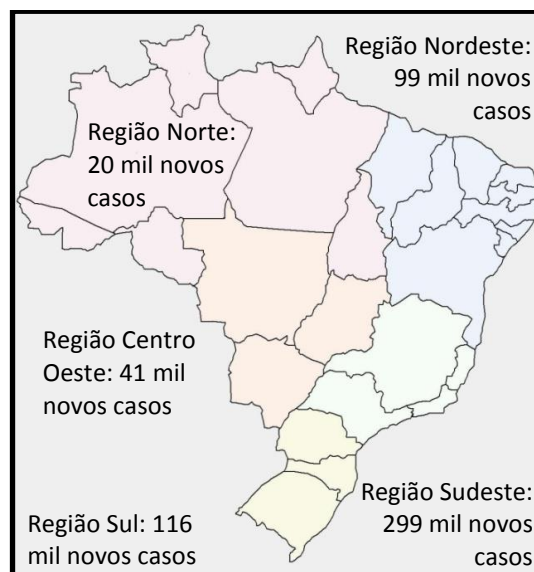 Região Nordeste:
99 mil novos
casos
Região Norte:
20 mil novos
casos
Região Centro
Oeste: 41 mil
novos casos
Região Sudeste:
299 mil novos
casos
Região Sul: 116
mil novos casos